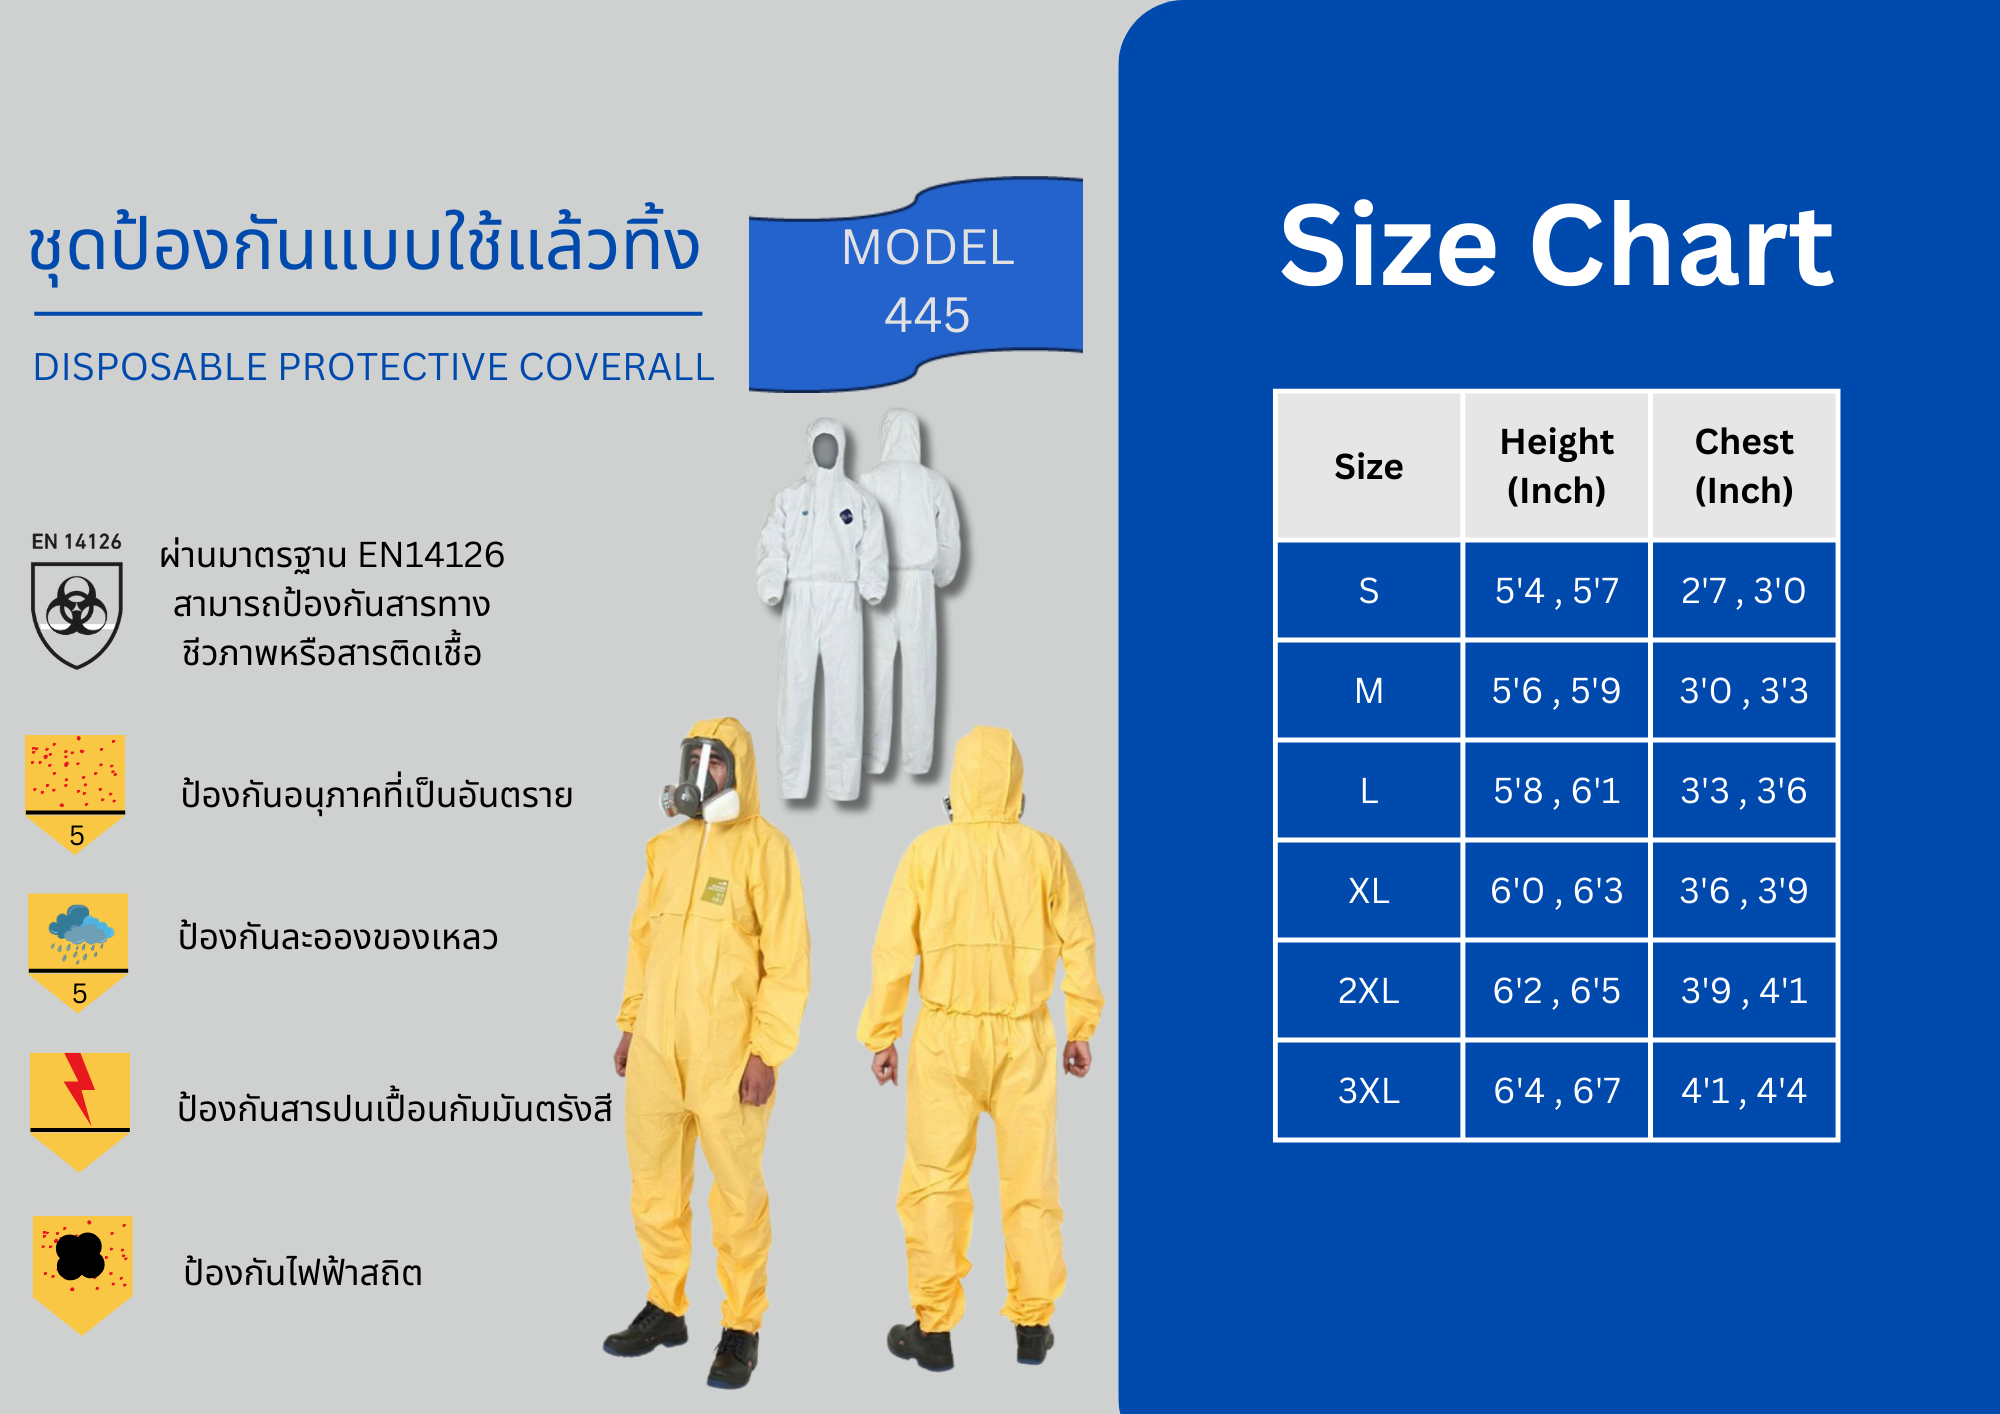 ชุดป้องกันแบบใช้แล้วทิ้ง
DISPOSABLE PROTECTIVE COVERALL
MODEL
445
EN 14126
ผ่านมาตรฐาน EN14126
สามารถป้องกันสารทาง
ชีวภาพหรือสารติดเชื้อ
5
ป้องกันอนุภาคที่เป็นอันตราย
5
ป้องกันละอองของเหลว
ป้องกันสารปนเปื้อนกัมมันตรังสี
ป้องกันไฟฟ้าสถิต
Size Chart
Size Height (Inch) Chest (Inch)
S 5'4 , 5'7 2'7 , 3'0
M 5'6 , 5'9 3'0 , 3'3
L 5'8 , 6'1 3'3 , 3'6
XL 6'0 , 6'3 3'6 , 3'9
2XL 6'2 , 6'5 3'9 , 4'1
3XL 6'4 , 6'7 4'1 , 4'4